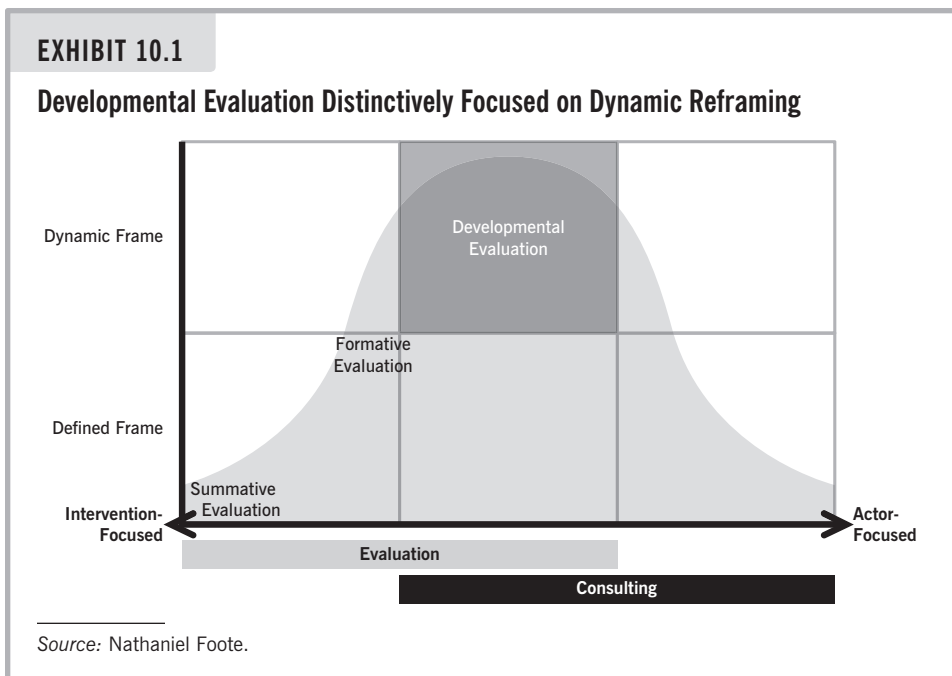 EXHIBIT 10.1
Developmental Evaluation Distinctively Focused on Dynamic Reframing
Dynamic Frame
Developmental
Evaluation
Formative
Evaluation
Defined Frame
Summative
Evaluation
Intervention-
Focused
Actor-
Focused
Evaluation
Consulting
Source: Nathaniel Foote.